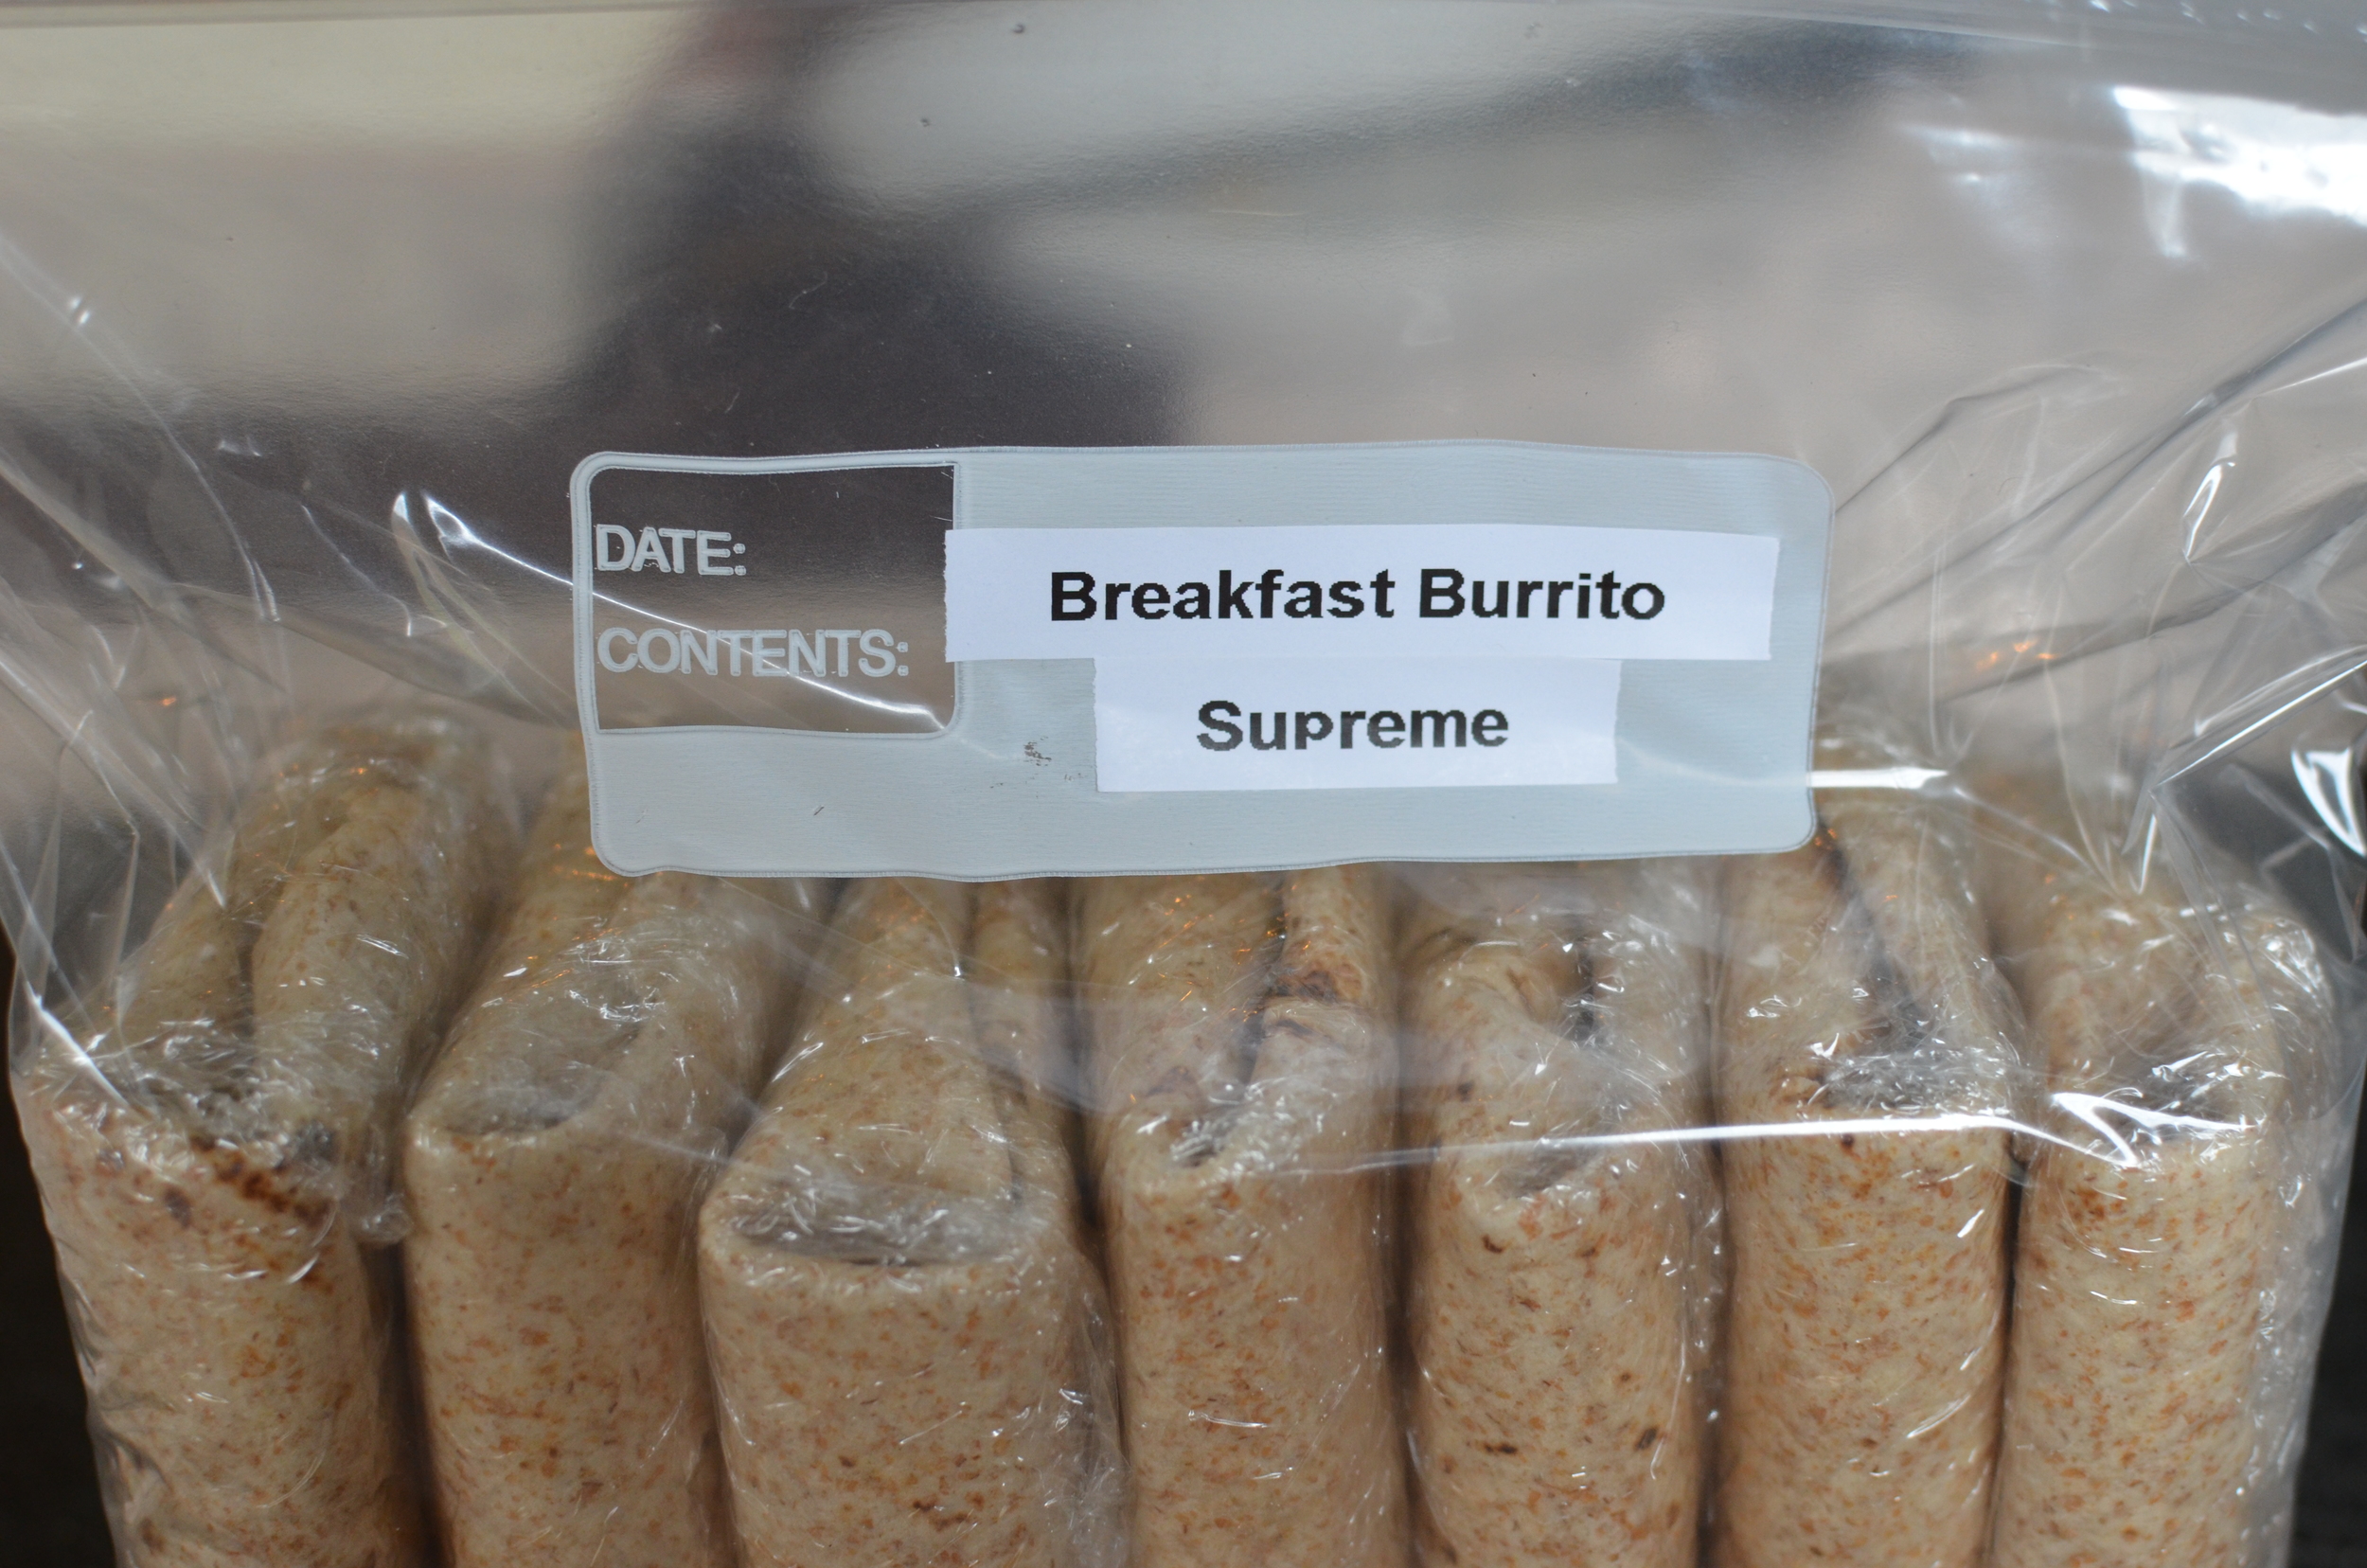 DATE:
Breakfast Burrito
CONTENTS:
Supreme